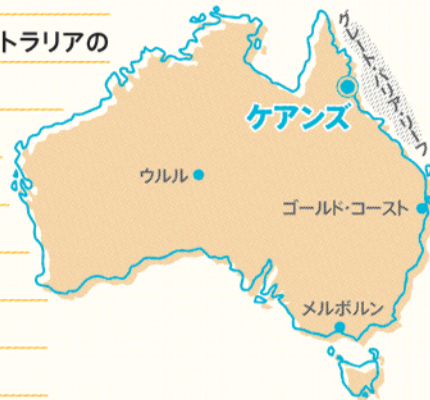 トラリアの
グレート・バリア・リーフ
ケアンズ
ウルル
ゴールド・コースト
メルボルン